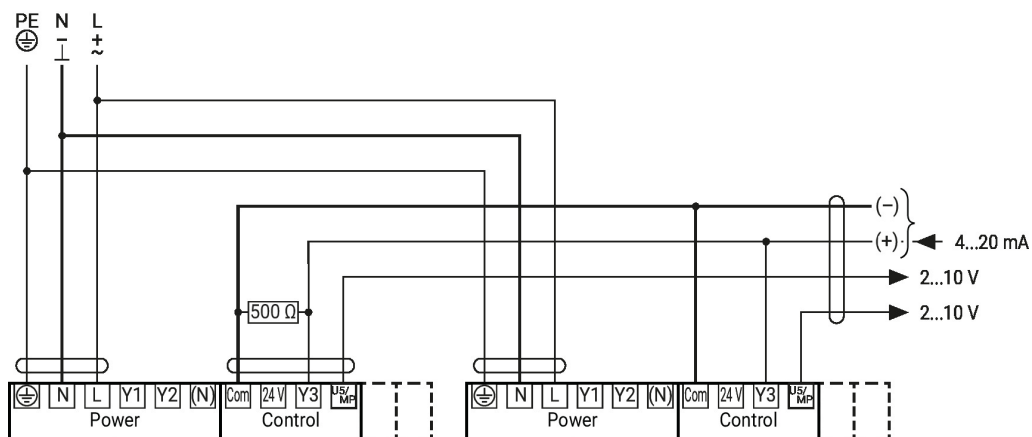 PE N L
− +
~
(−)
(+) 4...20 mA
2...10 V
500 Ω 2...10 V
N L Y1 Y2 (N) Com 24 V Y3 U5/MP N L Y1 Y2 (N) Com 24 V Y3 U5/MP
Power Control Power Control